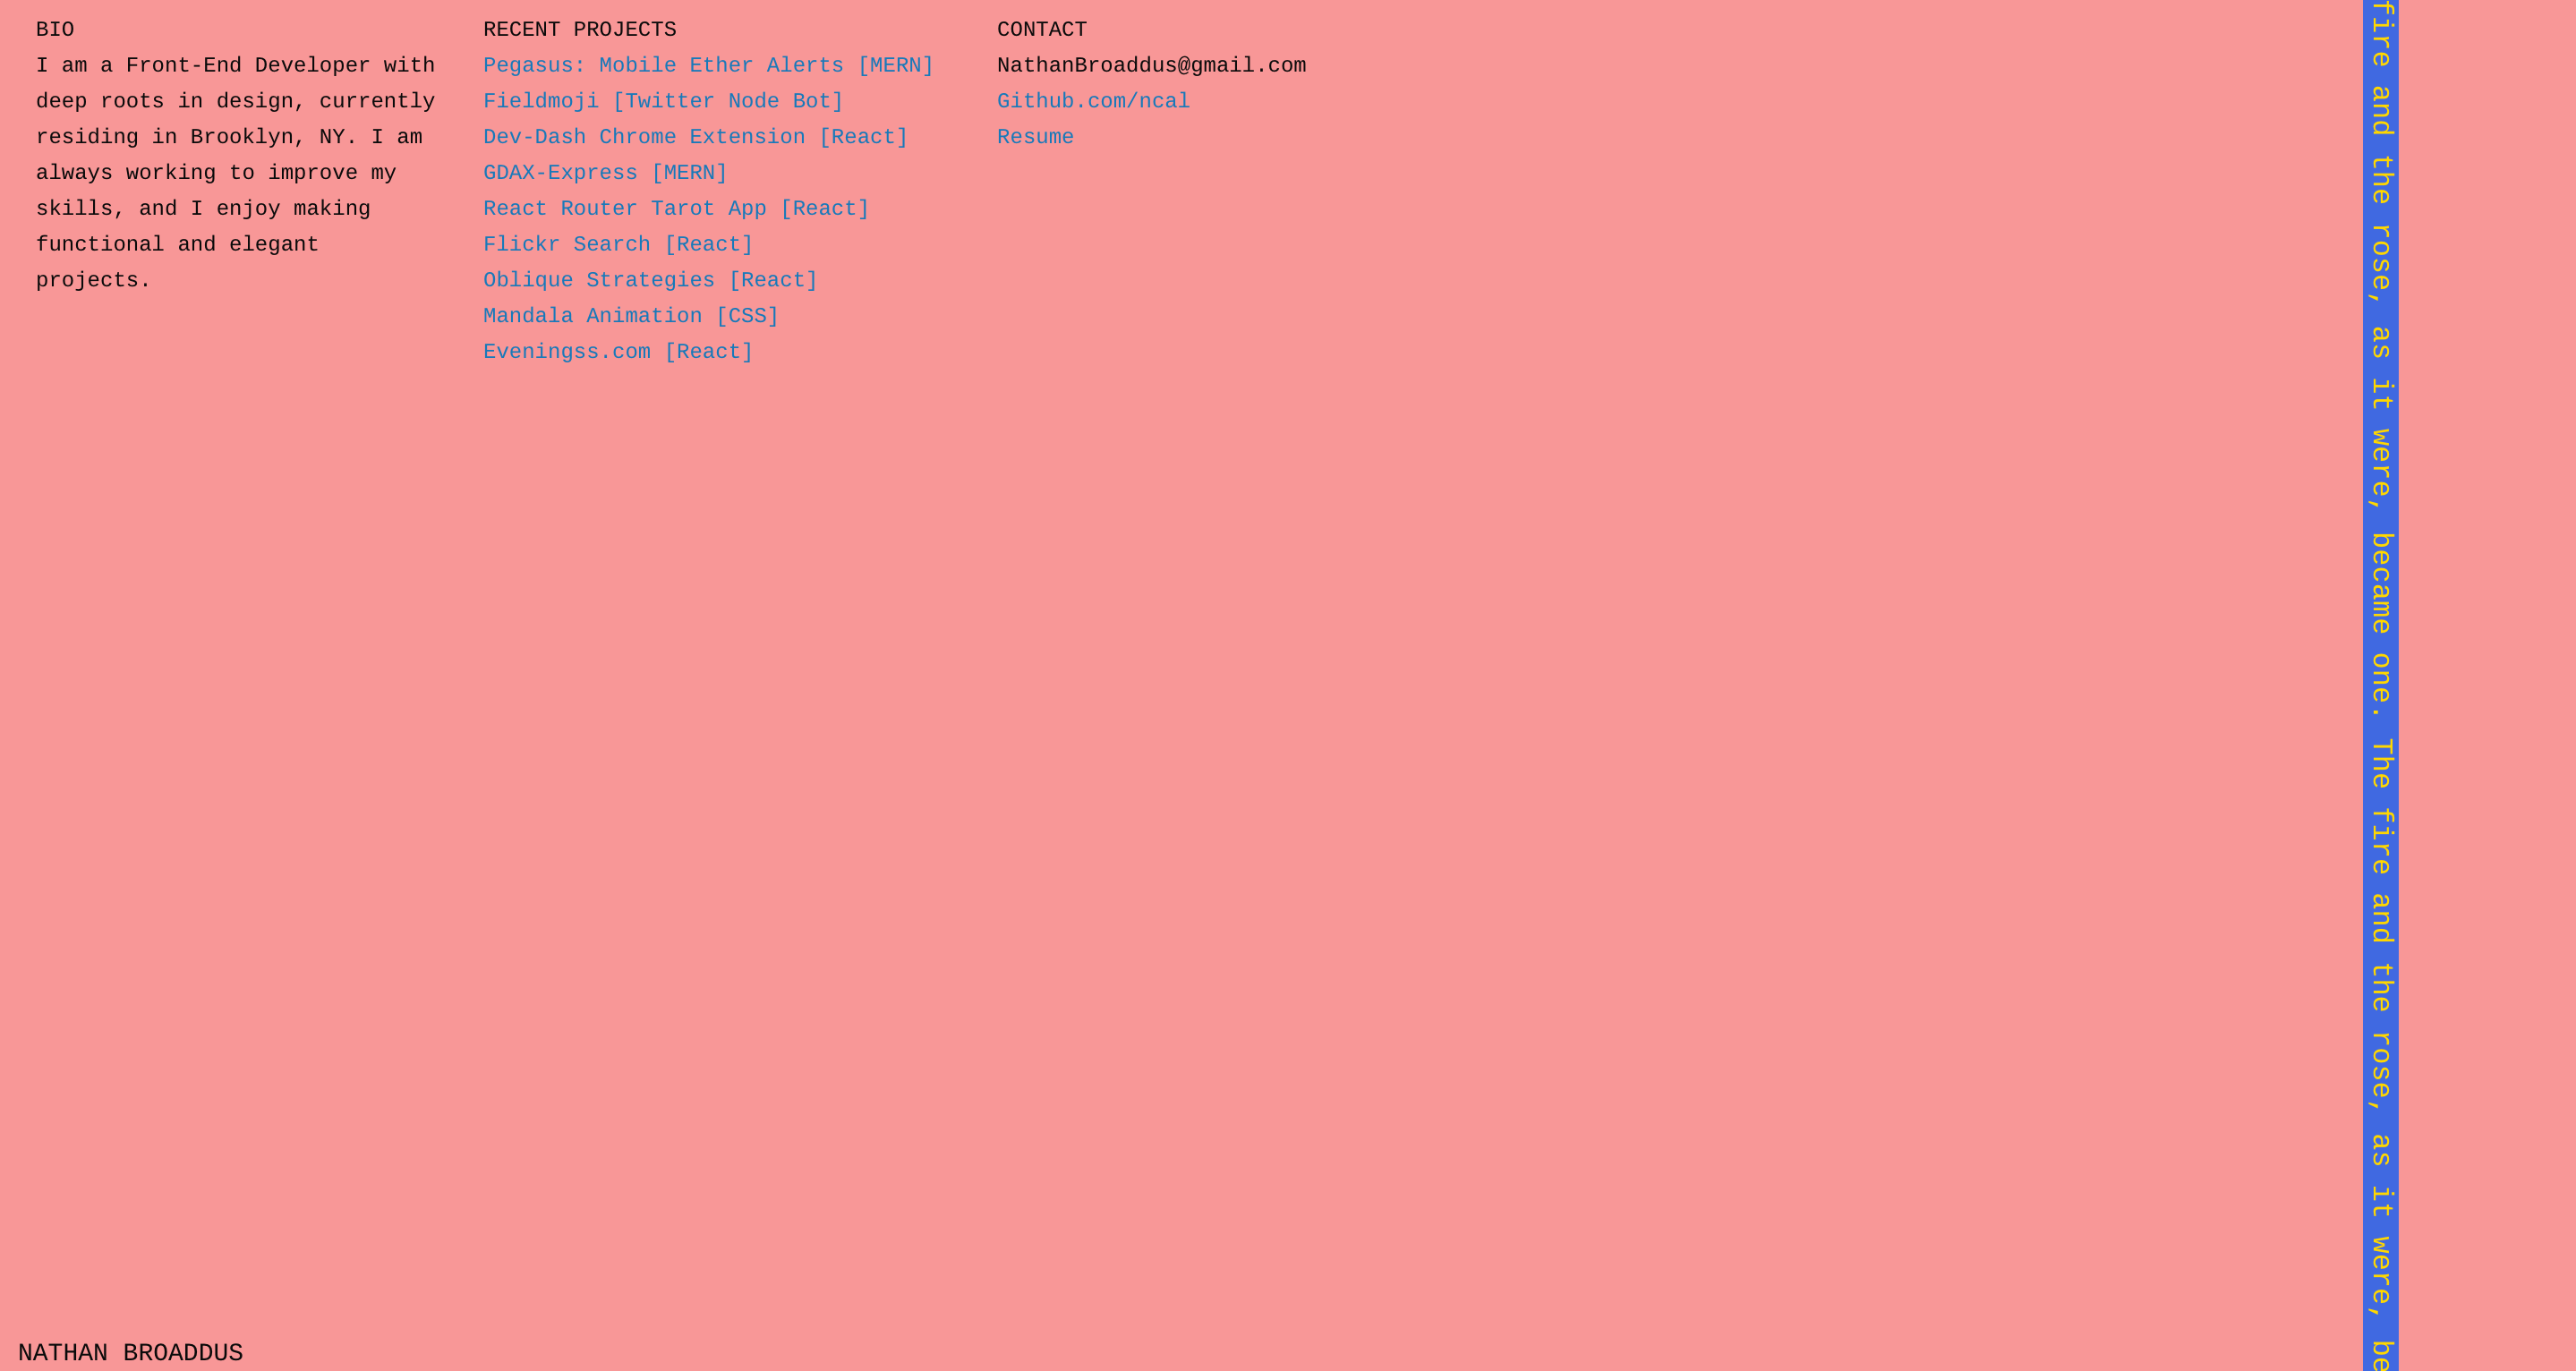 BIO
I am a Front-End Developer with
deep roots in design, currently
residing in Brooklyn, NY. I am
always working to improve my
skills, and I enjoy making
functional and elegant
projects.
RECENT PROJECTS
Pegasus: Mobile Ether Alerts [MERN]
Fieldmoji [Twitter Node Bot]
Dev-Dash Chrome Extension [React]
GDAX-Express [MERN]
React Router Tarot App [React]
Flickr Search [React]
Oblique Strategies [React]
Mandala Animation [CSS]
Eveningss.com [React]
CONTACT
NathanBroaddus@gmail.com
Github.com/ncal
Resume
fire and the rose, as it were, became one. The fire and the rose, as it were, be
NATHAN BROADDUS